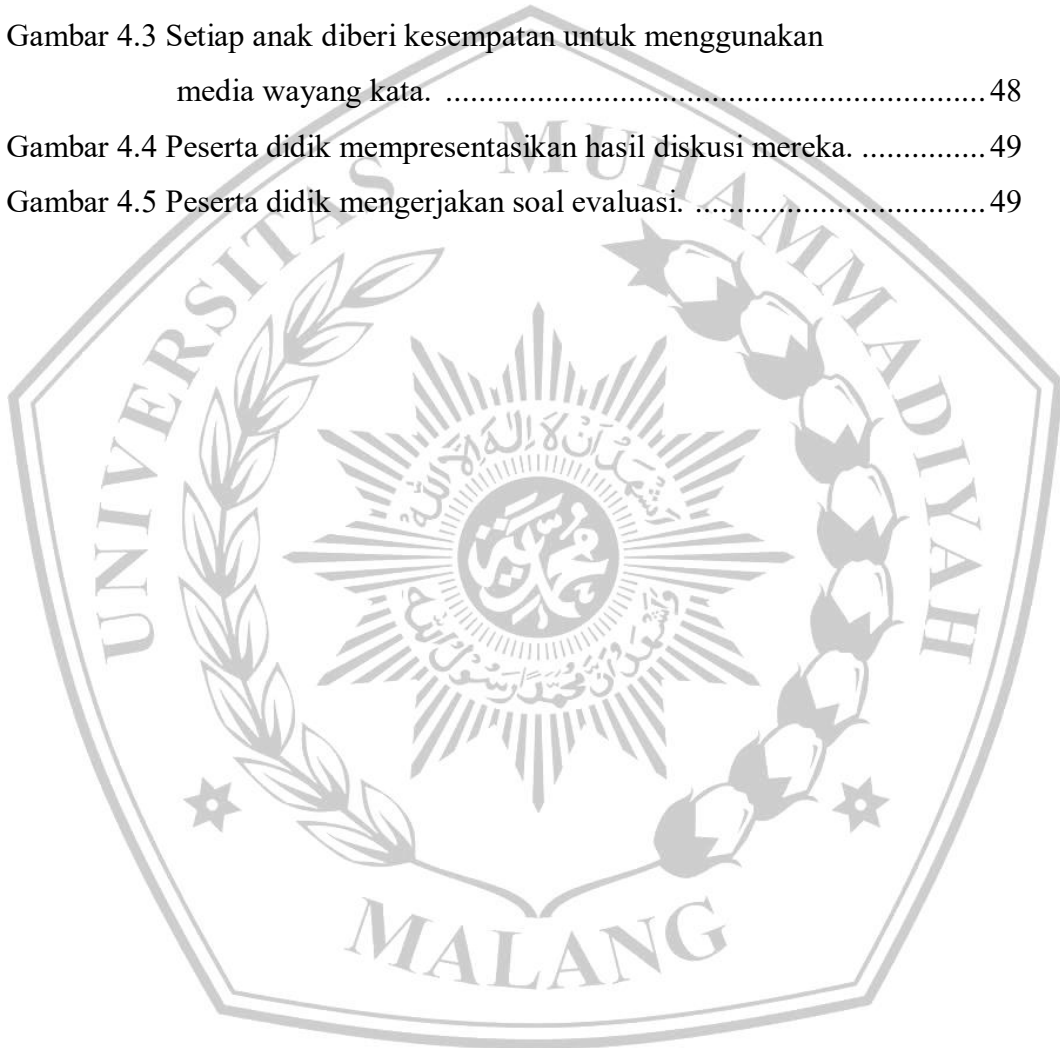 Gambar 4.3 Setiap anak diberi kesempatan untuk menggunakan
media wayang kata. .................................................................. 48
Gambar 4.4 Peserta didik mempresentasikan hasil diskusi mereka. ............... 49
Gambar 4.5 Peserta didik mengerjakan soal evaluasi. .................................... 49
UNIVERSITAS MUHAMMADIYAH
MALANG